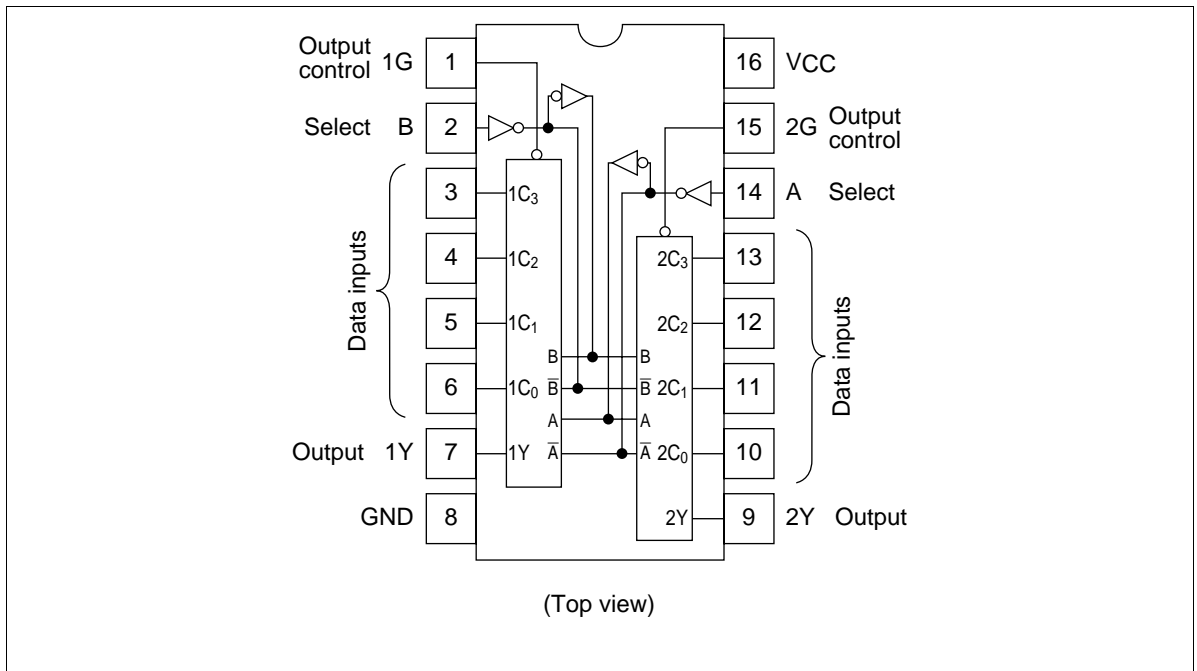 Output
control 1G 1
Select B 2
3
4
5
6
Data inputs
Output 1Y 7
GND 8
1C3
1C2
1C1
1C0
1Y
B
B̅
A
A̅
B
B̅
A
A̅
2C3
2C2
2C1
2C0
2Y
16 VCC
15 2G Output
control
14 A Select
13
12
11
10
Data inputs
9 2Y Output
(Top view)